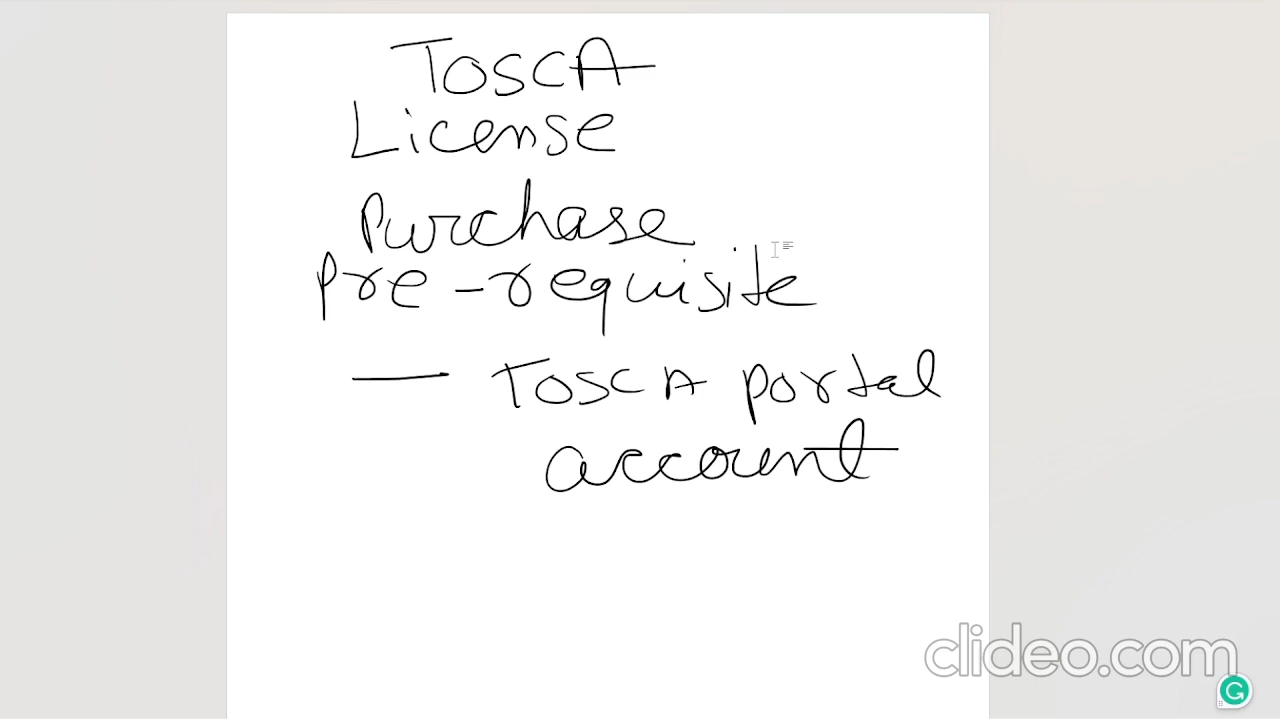 TOSCA
License
Purchase
Pre-requisite
— TOSCA portal
account
clideo.com